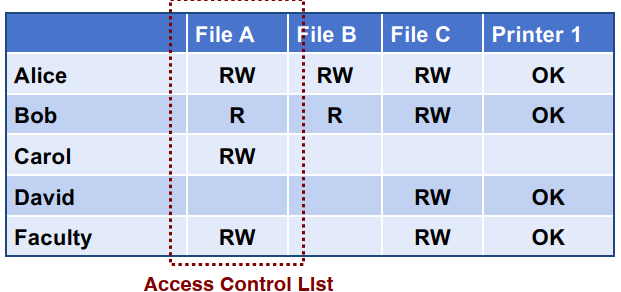 File A File B File C Printer 1
Alice RW RW RW OK
Bob R R RW OK
Carol RW
David RW OK
Faculty RW RW OK
Access Control LIst